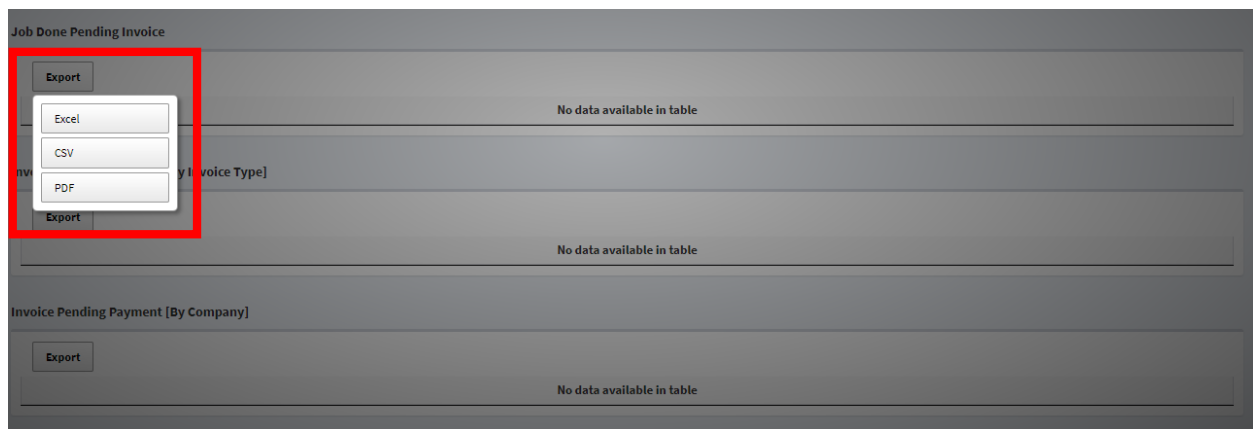 Job Done Pending Invoice
Export
No data available in table
Excel
CSV
PDF
y Invoice Type]
Export
No data available in table
Invoice Pending Payment [By Company]
Export
No data available in table